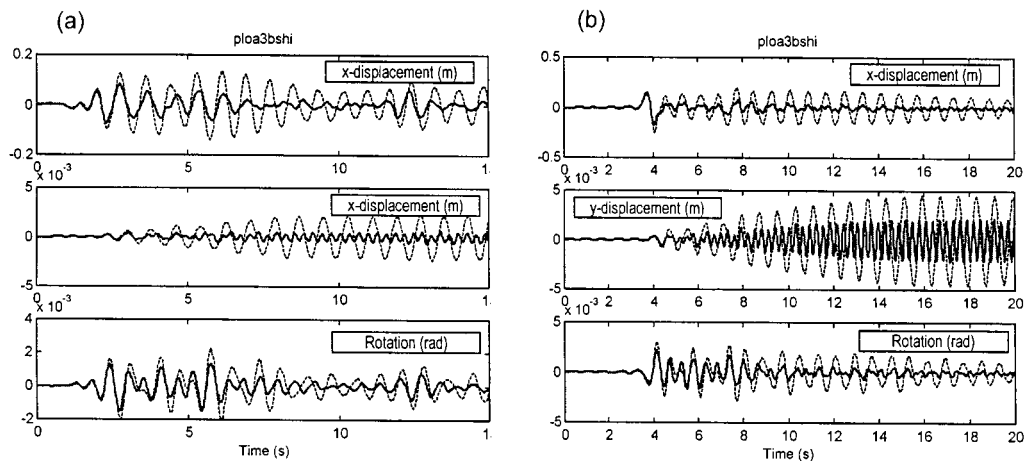 (a)
ploa3bshi
x-displacement (m)
0.2
0
-0.2
0 5 10 1
x 10 -3
x-displacement (m)
5
0
-5
0 5 10 1
x 10 -3
Rotation (rad)
4
2
0
-2
0 5 10 1
Time (s)
(b)
ploa3bshi
x-displacement (m)
0.5
0
-0.5
0 2 4 6 8 10 12 14 16 18 20
x 10 -3
y-displacement (m)
5
0
-5
0 2 4 6 8 10 12 14 16 18 20
x 10 -3
Rotation (rad)
5
0
-5
0 2 4 6 8 10 12 14 16 18 20
Time (s)